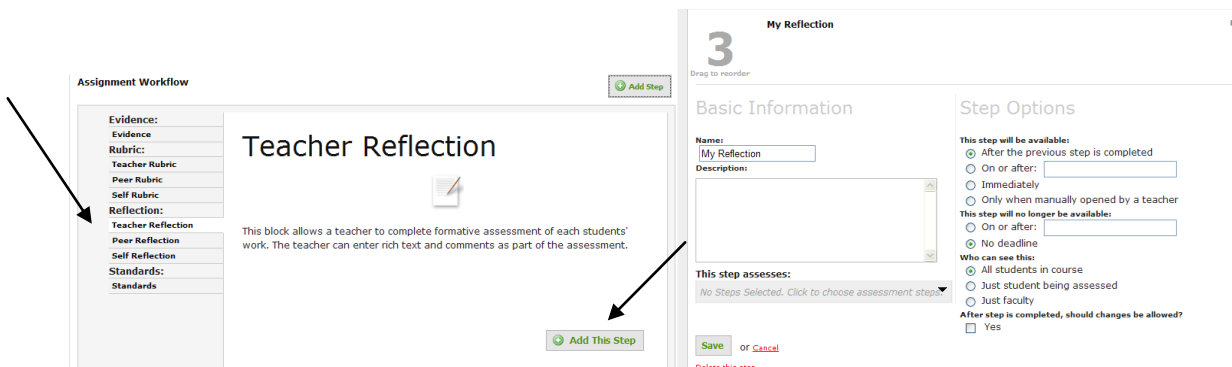 Assignment Workflow
Add Step
Evidence:
Evidence
Rubric:
Teacher Rubric
Peer Rubric
Self Rubric
Reflection:
Teacher Reflection
Peer Reflection
Self Reflection
Standards:
Standards
Teacher Reflection
This block allows a teacher to complete formative assessment of each students'
work. The teacher can enter rich text and comments as part of the assessment.
Add This Step
My Reflection
3
Drag to reorder
Basic Information
Name:
My Reflection
Description:
This step assesses:
No Steps Selected. Click to choose assessment steps.
Save or Cancel
Delete this step
Step Options
This step will be available:
After the previous step is completed
On or after:
Immediately
Only when manually opened by a teacher
This step will no longer be available:
On or after:
No deadline
Who can see this:
All students in course
Just student being assessed
Just faculty
After step is completed, should changes be allowed?
Yes